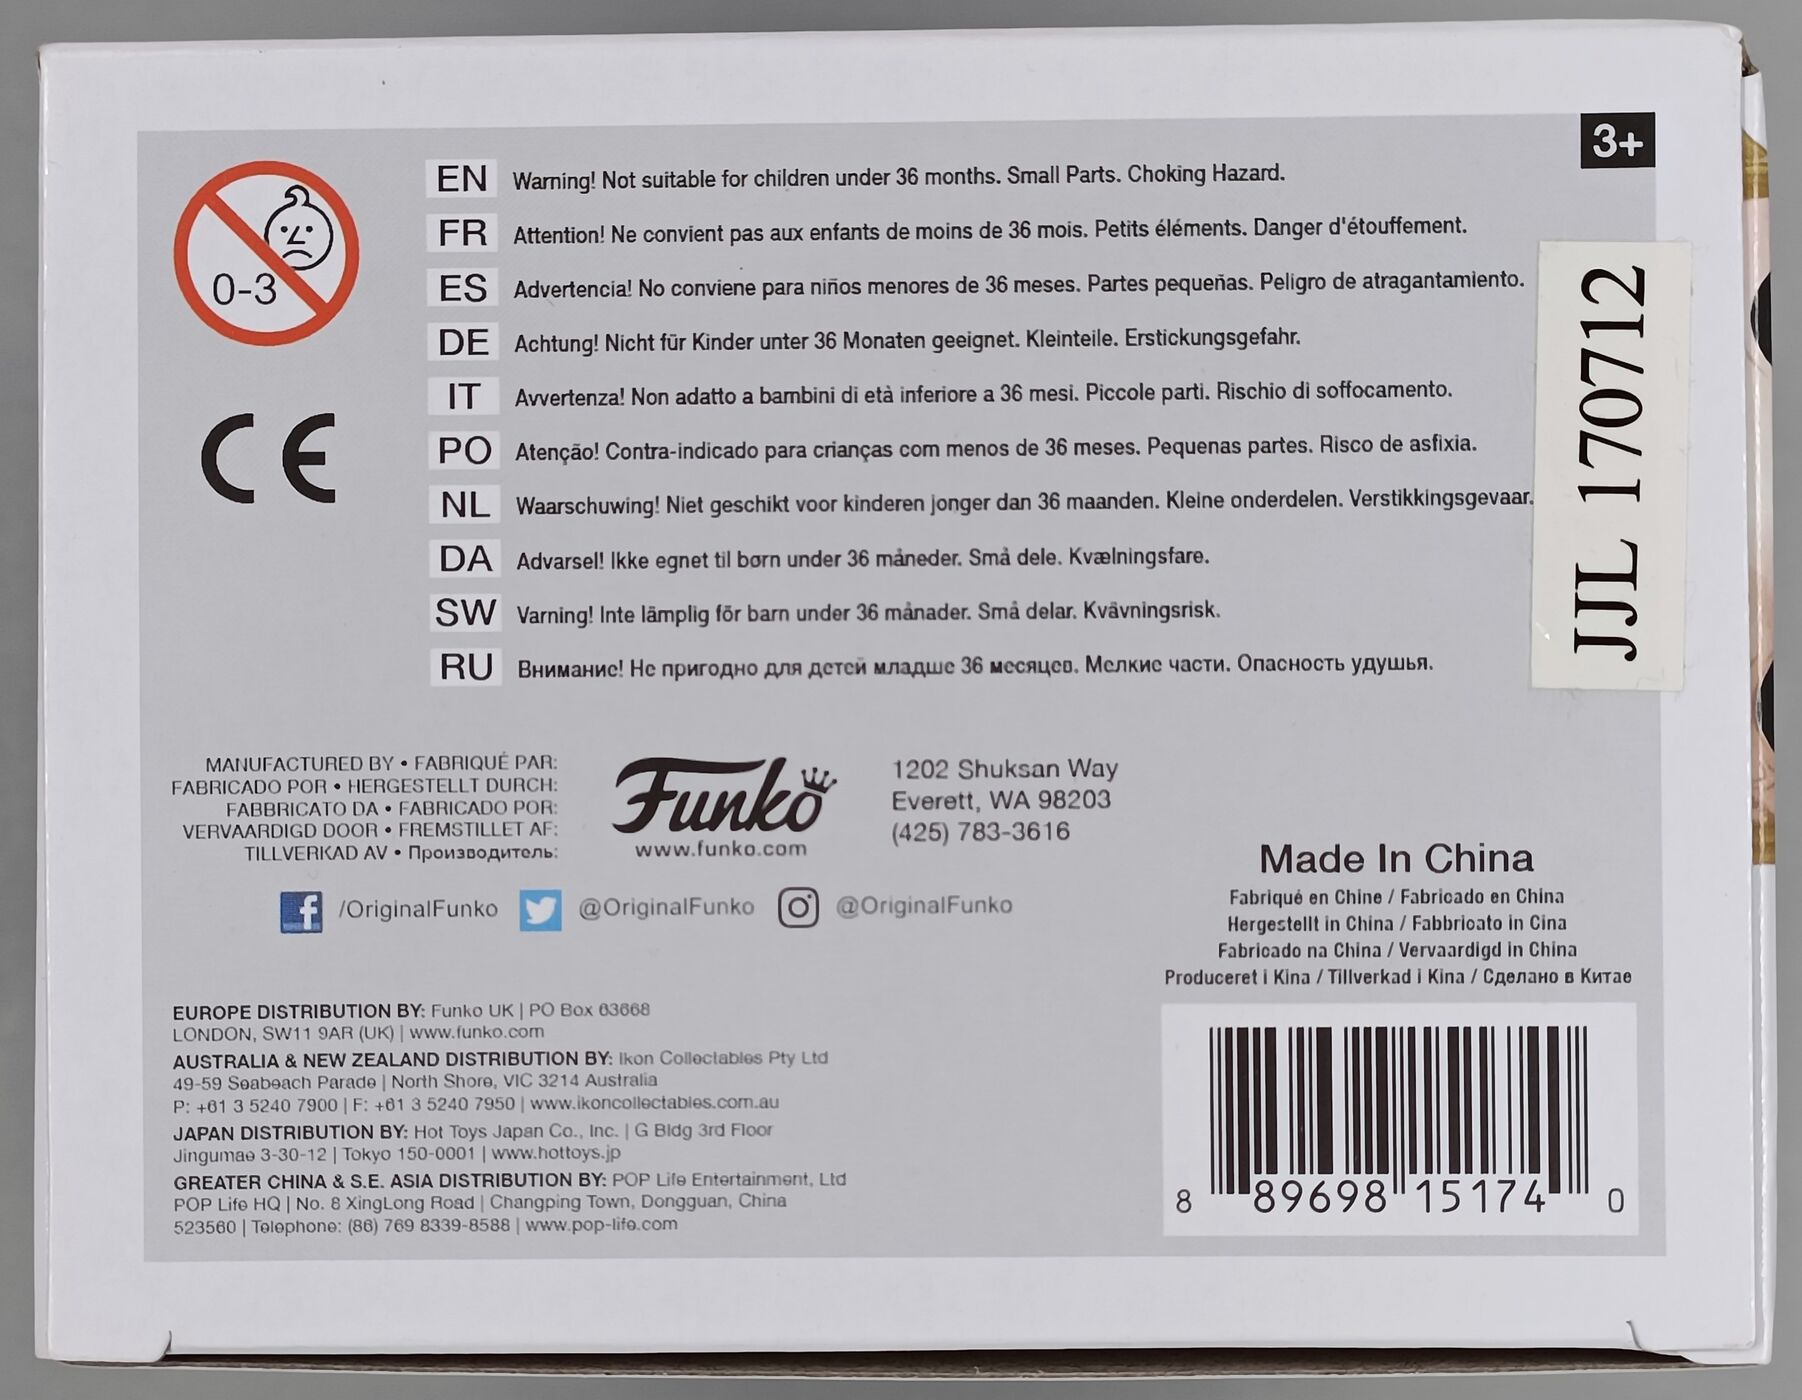 3+
0-3
EN Warning! Not suitable for children under 36 months. Small Parts. Choking Hazard.
FR Attention! Ne convient pas aux enfants de moins de 36 mois. Petits éléments. Danger d'étouffement.
ES Advertencia! No conviene para niños menores de 36 meses. Partes pequeñas. Peligro de atragantamiento.
DE Achtung! Nicht für Kinder unter 36 Monaten geeignet. Kleinteile. Erstickungsgefahr.
IT Avvertenza! Non adatto a bambini di età inferiore a 36 mesi. Piccole parti. Rischio di soffocamento.
PO Atenção! Contra-indicado para crianças com menos de 36 meses. Pequenas partes. Risco de asfixia.
NL Waarschuwing! Niet geschikt voor kinderen jonger dan 36 maanden. Kleine onderdelen. Verstikkingsgevaar.
DA Advarsel! Ikke egnet til børn under 36 måneder. Små dele. Kvælningsfare.
SW Varning! Inte lämplig för barn under 36 månader. Små delar. Kvävningsrisk.
RU Внимание! Не пригодно для детей младше 36 месяцев. Мелкие части. Опасность удушья.
CE
JJL 170712
MANUFACTURED BY • FABRIQUÉ PAR:
FABRICADO POR • HERGESTELLT DURCH:
FABBRICATO DA • FABRICADO POR:
VERVAARDIGD DOOR • FREMSTILLET AF:
TILLVERKAD AV • Производитель:
Funko
www.funko.com
1202 Shuksan Way
Everett, WA 98203
(425) 783-3616
/OriginalFunko @OriginalFunko @OriginalFunko
Made In China
Fabriqué en Chine / Fabricado en China
Hergestellt in China / Fabbricato in Cina
Fabricado na China / Vervaardigd in China
Produceret i Kina / Tillverkad i Kina / Сделано в Китае
EUROPE DISTRIBUTION BY: Funko UK | PO Box 63668
LONDON, SW11 9AR (UK) | www.funko.com
AUSTRALIA & NEW ZEALAND DISTRIBUTION BY: Ikon Collectables Pty Ltd
49-59 Seabeach Parade | North Shore, VIC 3214 Australia
P: +61 3 5240 7900 | F: +61 3 5240 7950 | www.ikoncollectables.com.au
JAPAN DISTRIBUTION BY: Hot Toys Japan Co., Inc. | G Bldg 3rd Floor
Jingumae 3-30-12 | Tokyo 150-0001 | www.hottoys.jp
GREATER CHINA & S.E. ASIA DISTRIBUTION BY: POP Life Entertainment, Ltd
POP Life HQ | No. 8 XingLong Road | Changping Town, Dongguan, China
523560 | Telephone: (86) 769 8339-8588 | www.pop-life.com
8 89698 15174 0